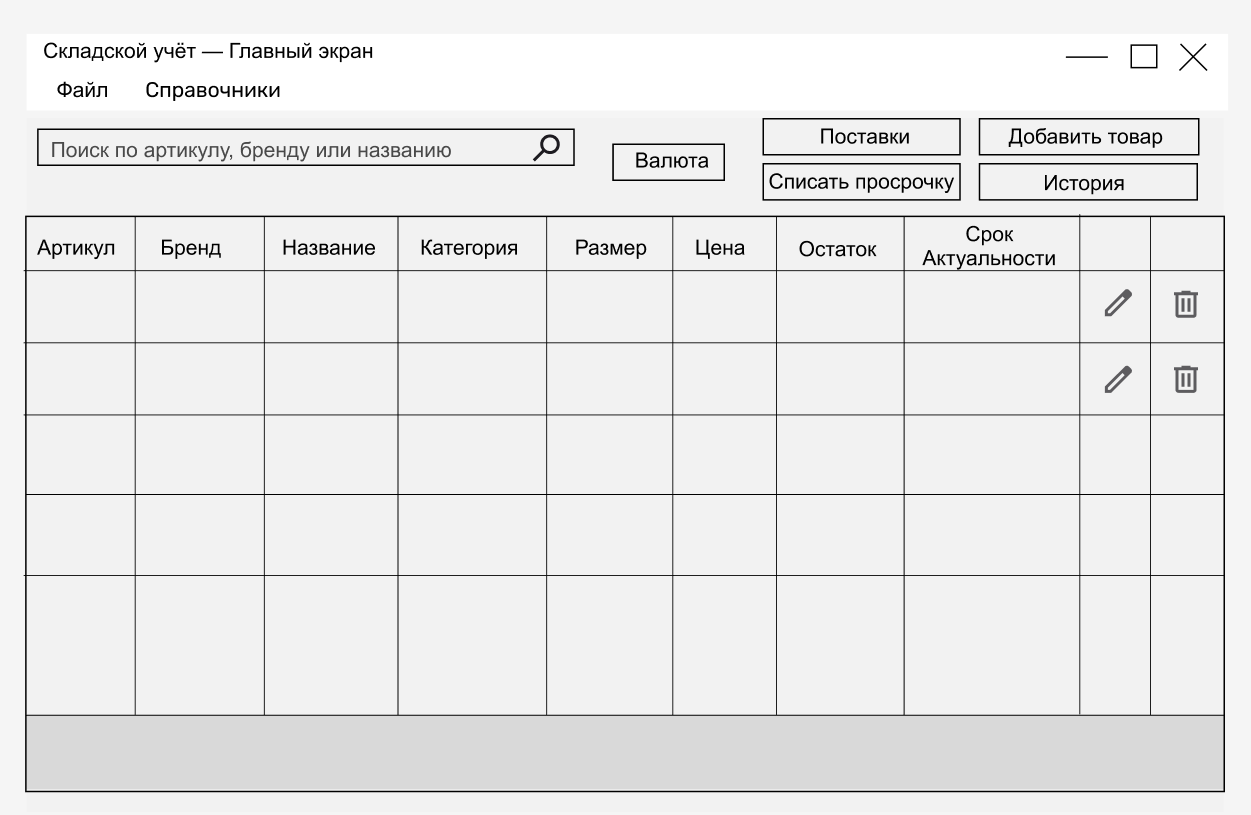 Складской учёт — Главный экран
Файл Справочники
Поиск по артикулу, бренду или названию
Валюта
Поставки
Добавить товар
Списать просрочку
История
Артикул Бренд Название Категория Размер Цена Остаток Срок
Актуальности